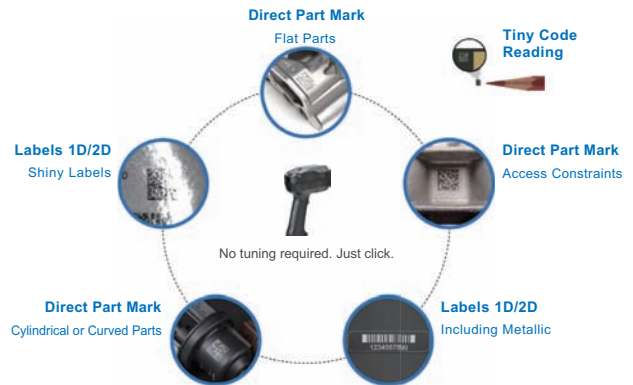 Direct Part Mark
Flat Parts
Tiny Code
Reading
Labels 1D/2D
Shiny Labels
Direct Part Mark
Access Constraints
No tuning required. Just click.
Direct Part Mark
Cylindrical or Curved Parts
Labels 1D/2D
Including Metallic